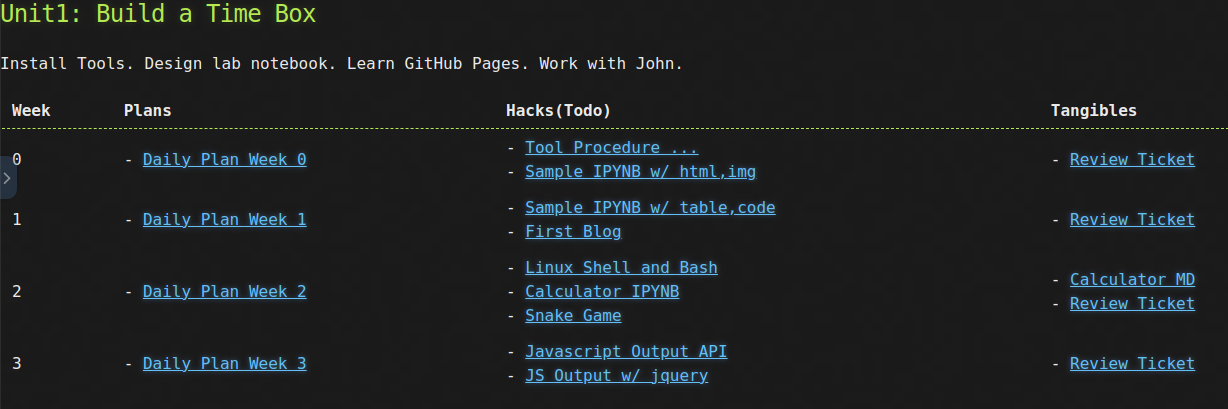 Unit1: Build a Time Box
Install Tools. Design lab notebook. Learn GitHub Pages. Work with John.
Week Plans Hacks(Todo) Tangibles
0 - Daily Plan Week 0 - Tool Procedure ... - Review Ticket
- Sample IPYNB w/ html,img
1 - Daily Plan Week 1 - Sample IPYNB w/ table,code - Review Ticket
- First Blog
2 - Daily Plan Week 2 - Linux Shell and Bash - Calculator MD
- Calculator IPYNB - Review Ticket
- Snake Game
3 - Daily Plan Week 3 - Javascript Output API - Review Ticket
- JS Output w/ jquery